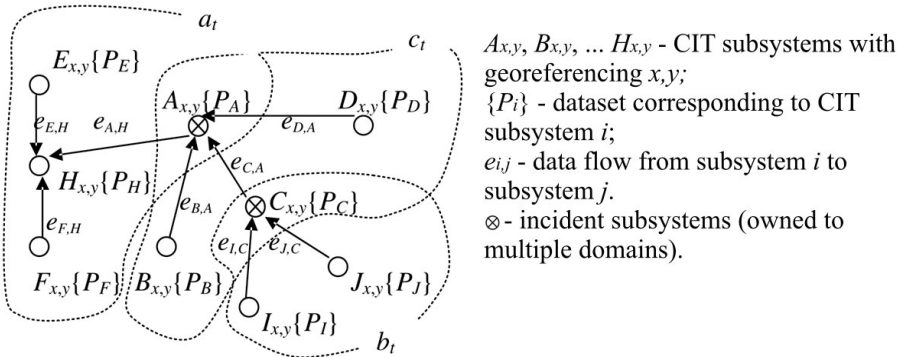 a_t
c_t
E_{x,y}{P_E}
A_{x,y}{P_A}
D_{x,y}{P_D}
e_{E,H}
e_{A,H}
e_{D,A}
e_{C,A}
H_{x,y}{P_H}
e_{B,A}
C_{x,y}{P_C}
e_{F,H}
e_{I,C}
e_{J,C}
F_{x,y}{P_F}
B_{x,y}{P_B}
J_{x,y}{P_J}
I_{x,y}{P_I}
b_t
A_{x,y}, B_{x,y}, ... H_{x,y} - CIT subsystems with
georeferencing x,y;
{P_i} - dataset corresponding to CIT
subsystem i;
e_{i,j} - data flow from subsystem i to
subsystem j.
⊗ - incident subsystems (owned to
multiple domains).